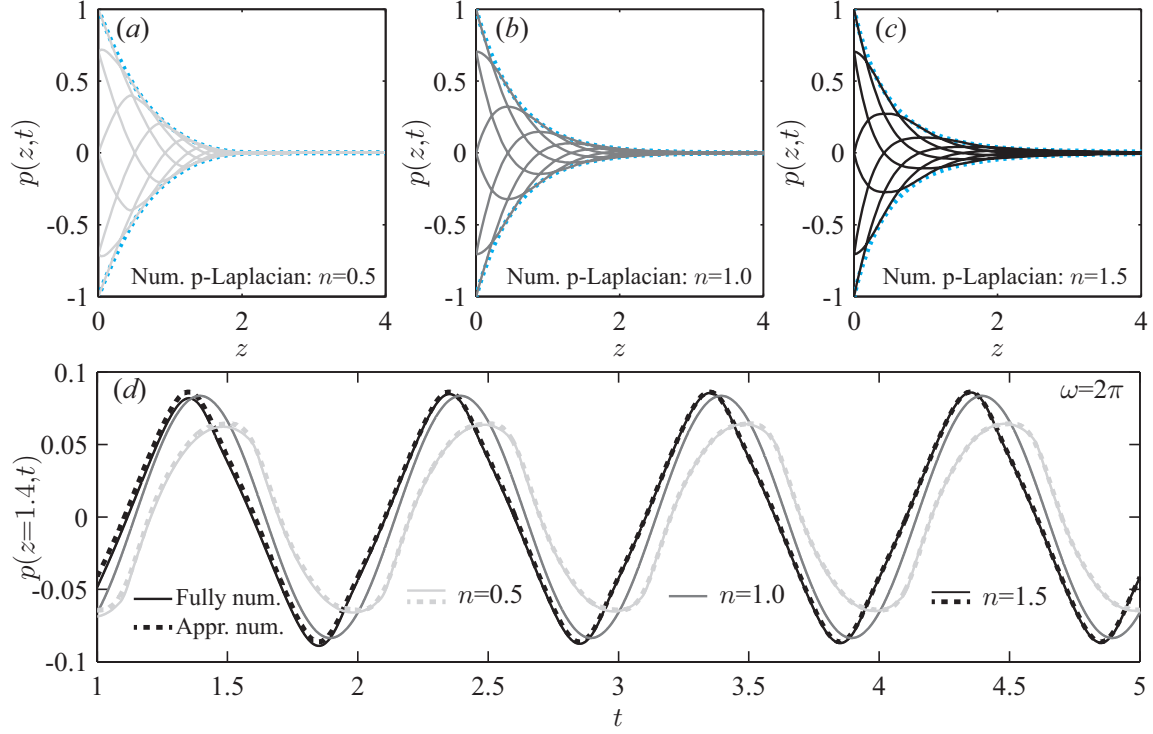 (a)
1
0.5
0
-0.5
-1
p(z,t)
Num. p-Laplacian: n=0.5
0 2 4
z
(b)
1
0.5
0
-0.5
-1
p(z,t)
Num. p-Laplacian: n=1.0
0 2 4
z
(c)
1
0.5
0
-0.5
-1
p(z,t)
Num. p-Laplacian: n=1.5
0 2 4
z
(d)
ω=2π
0.1
0.05
0
-0.05
-0.1
p(z=1.4,t)
Fully num.
Appr. num.
n=0.5
n=1.0
n=1.5
1 1.5 2 2.5 3 3.5 4 4.5 5
t